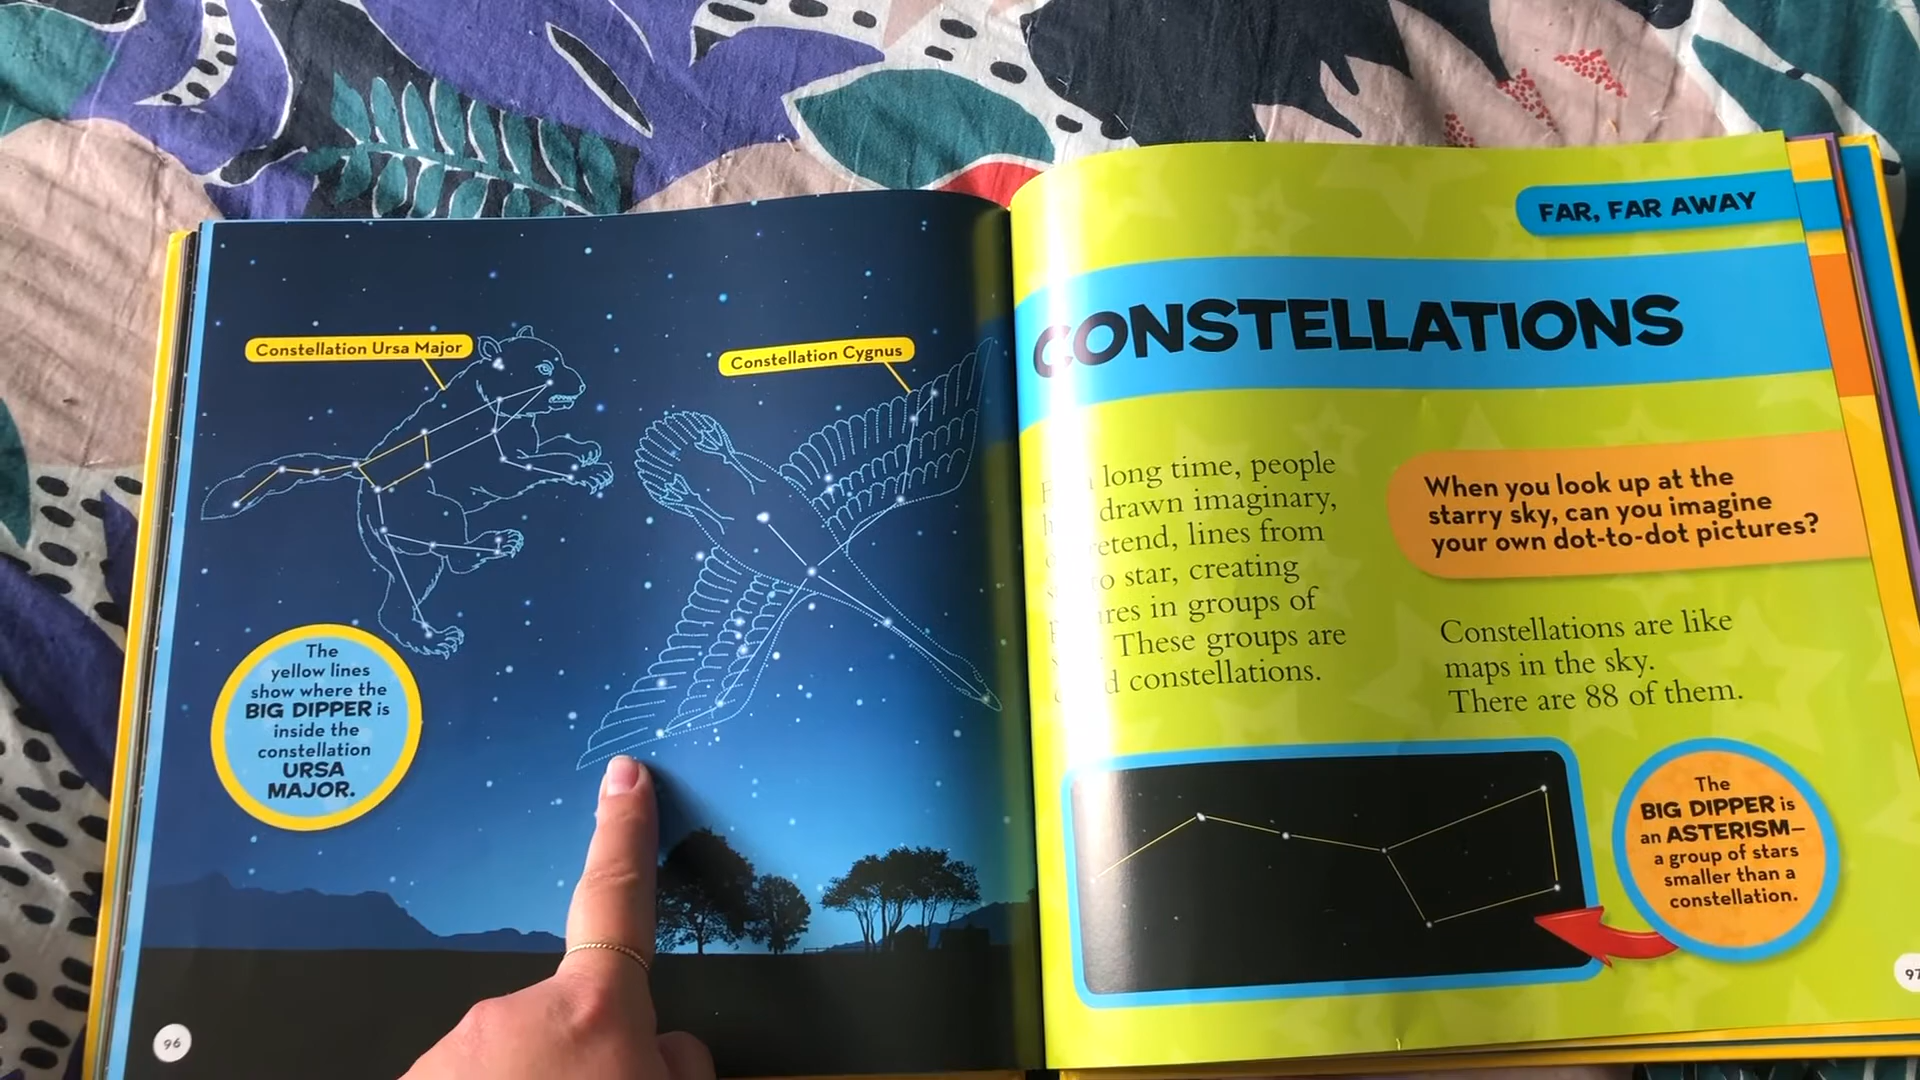 Constellation Ursa Major
Constellation Cygnus
The
yellow lines
show where the
BIG DIPPER is
inside the
constellation
URSA
MAJOR.
96
FAR, FAR AWAY
CONSTELLATIONS
long time, people
drawn imaginary,
lines from
star, creating
in groups of
These groups are
constellations.
When you look up at the
starry sky, can you imagine
your own dot-to-dot pictures?
Constellations are like
maps in the sky.
There are 88 of them.
The
BIG DIPPER is
an ASTERISM—
a group of stars
smaller than a
constellation.
97